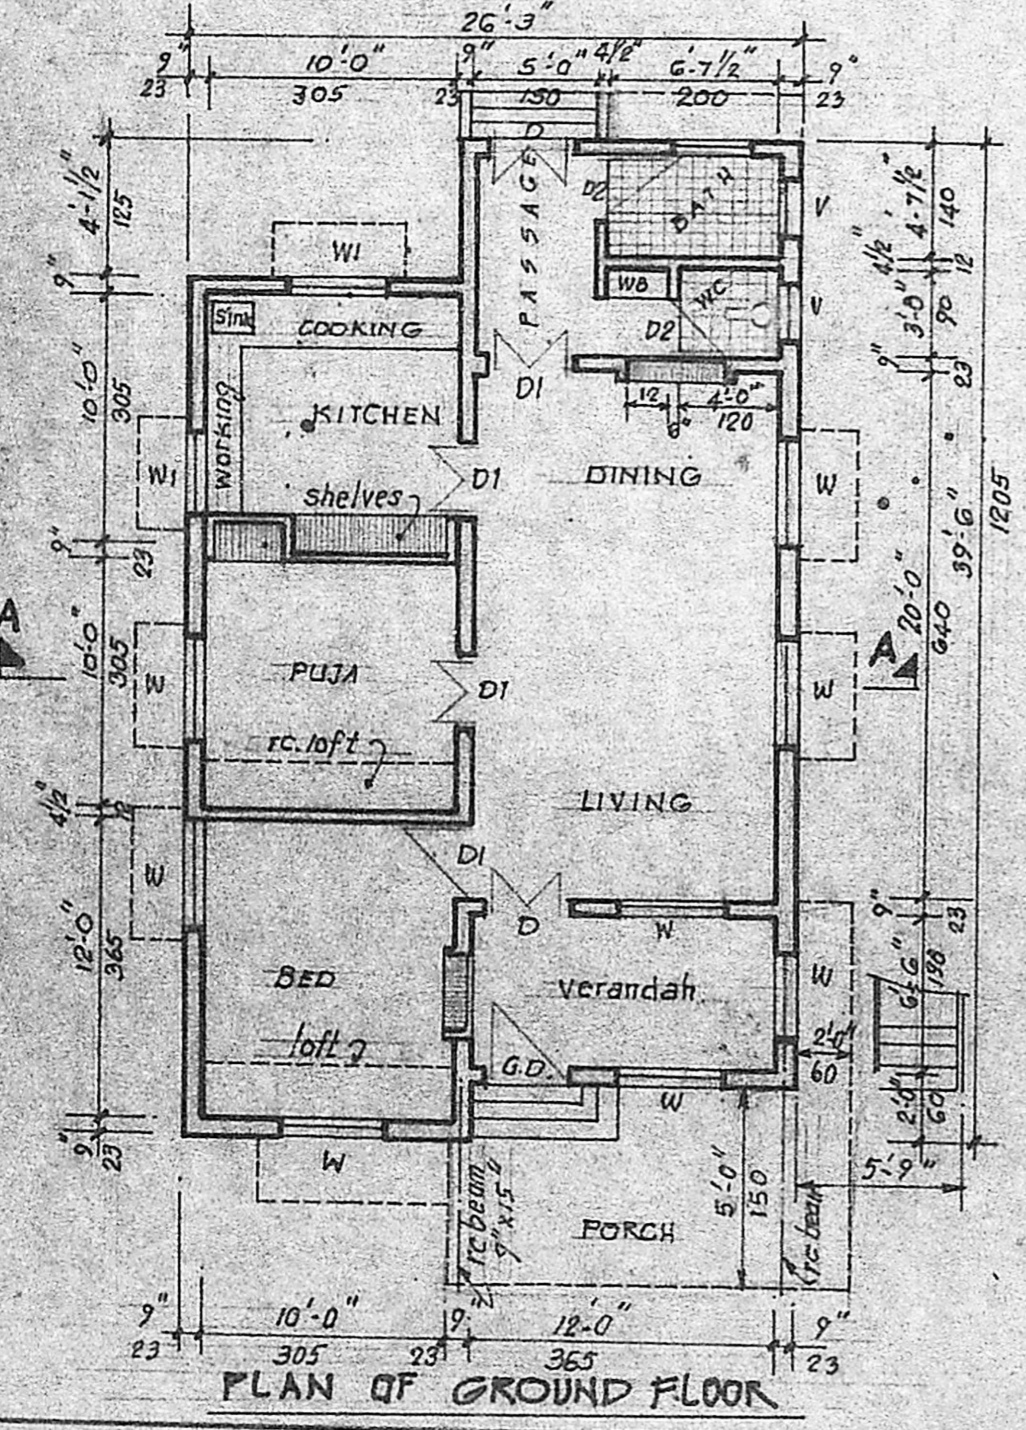 26'-3"
9" 10'-0" 9" 5'-0" 4½" 6'-7½" 9"
23 305 23 150 200 23
D
4'-1½"
125
W1
PASSAGE
D2
BATH
V
4'-7½"
140
4½"
12
9"
Sink
COOKING
WB
WC
V
3'-0"
90
D2
9"
23
D1
12 4'-0"
120
10'-0"
305
WORKING
KITCHEN
W1
D1
DINING
W
shelves
39'-6"
1205
9"
23
A
10'-0"
305
W
PUJA
D1
W
A
20'-0"
640
rc.loft
LIVING
4½"
12
W
D1
D
W
9"
23
12'-0"
365
BED
verandah
W
6'-6"
198
loft
G.D.
W
2'-0"
60
2'-0"
60
9"
23
W
5'-0"
150
5'-9"
rc beam
9"x15"
PORCH
rc beam
9" 10'-0" 9" 12'-0" 9"
23 305 23 365 23
PLAN OF GROUND FLOOR